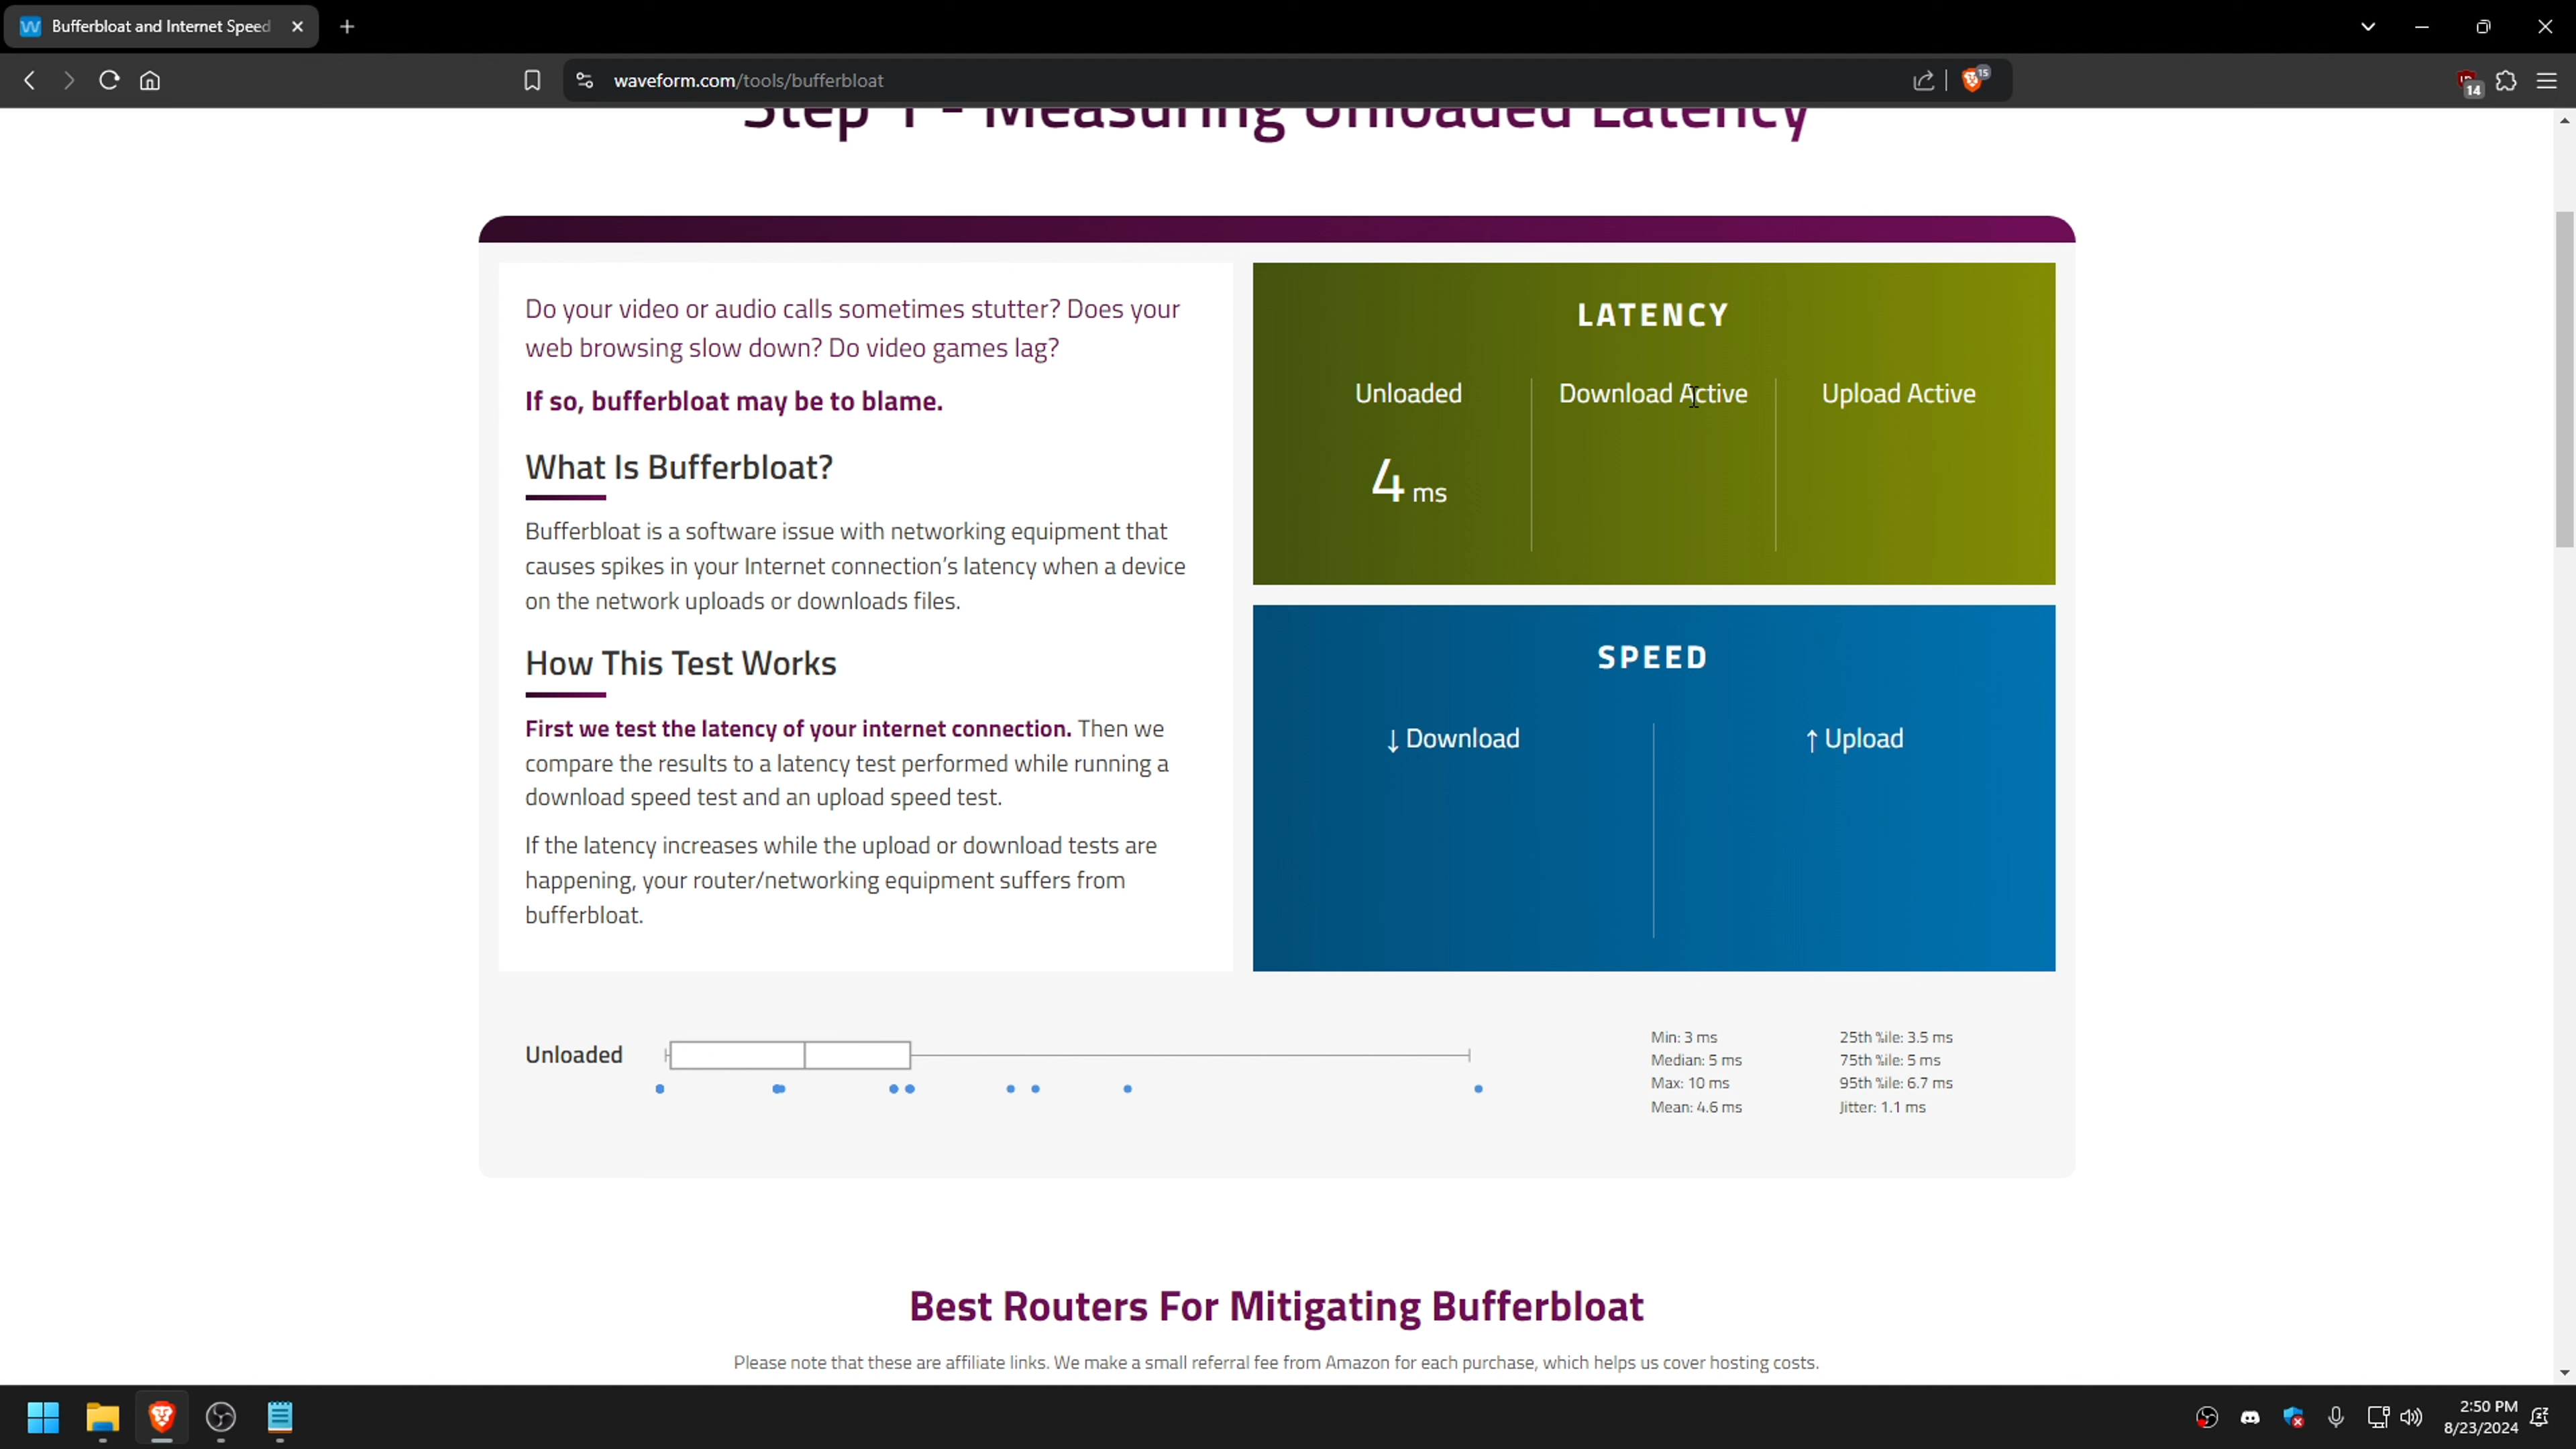 Bufferbloat and Internet Speed
waveform.com/tools/bufferbloat
15
14
Step 1 - Measuring Unloaded Latency
Do your video or audio calls sometimes stutter? Does your
web browsing slow down? Do video games lag?
If so, bufferbloat may be to blame.
What Is Bufferbloat?
Bufferbloat is a software issue with networking equipment that
causes spikes in your Internet connection's latency when a device
on the network uploads or downloads files.
How This Test Works
First we test the latency of your internet connection. Then we
compare the results to a latency test performed while running a
download speed test and an upload speed test.
If the latency increases while the upload or download tests are
happening, your router/networking equipment suffers from
bufferbloat.
LATENCY
Unloaded
Download Active
Upload Active
4 ms
SPEED
↓ Download
↑ Upload
Unloaded
Min: 3 ms
Median: 5 ms
Max: 10 ms
Mean: 4.6 ms
25th %ile: 3.5 ms
75th %ile: 5 ms
95th %ile: 6.7 ms
Jitter: 1.1 ms
Best Routers For Mitigating Bufferbloat
Please note that these are affiliate links. We make a small referral fee from Amazon for each purchase, which helps us cover hosting costs.
2:50 PM
8/23/2024